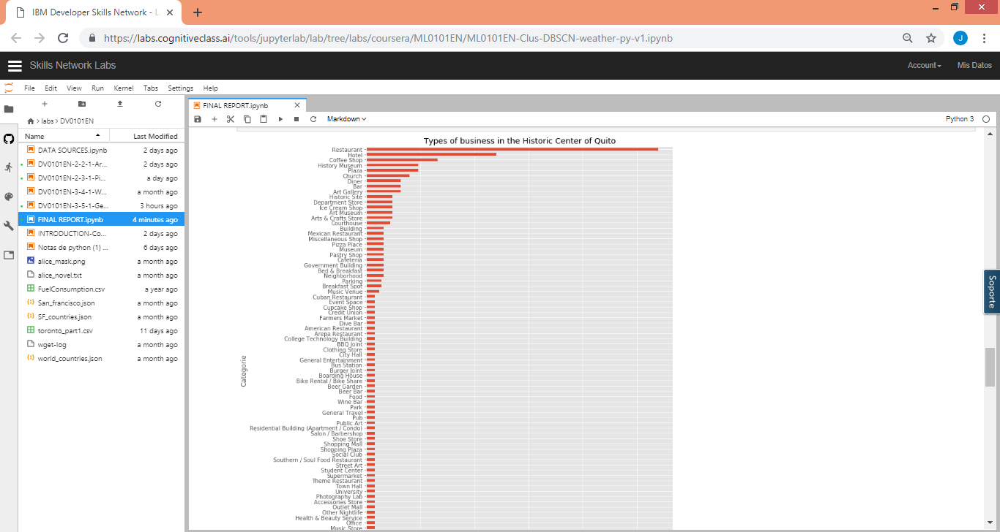 IBM Developer Skills Network - L
https://labs.cognitiveclass.ai/tools/jupyterlab/lab/tree/labs/coursera/ML0101EN/ML0101EN-Clus-DBSCN-weather-py-v1.ipynb
J
Skills Network Labs
Account
Mis Datos
File Edit View Run Kernel Tabs Settings Help
FINAL REPORT.ipynb
> labs > DV0101EN
Markdown
Python 3
Name Last Modified
DATA SOURCES.ipynb 2 days ago
DV0101EN-2-2-1-Ar... 2 days ago
DV0101EN-2-3-1-Pi... a day ago
DV0101EN-3-4-1-W... a month ago
DV0101EN-3-5-1-Ge... 3 hours ago
FINAL REPORT.ipynb 4 minutes ago
INTRODUCTION-Co... 2 days ago
Notas de python (1) ... 6 days ago
alice_mask.png a month ago
alice_novel.txt a month ago
FuelConsumption.csv a year ago
San_francisco.json a month ago
SF_countries.json a month ago
toronto_part1.csv 11 days ago
wget-log a month ago
world_countries.json a month ago
Types of business in the Historic Center of Quito
Categorie
Restaurant
Hotel
Coffee Shop
History Museum
Plaza
Church
Diner
Bar
Art Gallery
Historic Site
Department Store
Ice Cream Shop
Art Museum
Arts & Crafts Store
Courthouse
Building
Mexican Restaurant
Miscellaneous Shop
Pizza Place
Museum
Pastry Shop
Cafeteria
Government Building
Bed & Breakfast
Neighborhood
Parking
Breakfast Spot
Music Venue
Cuban Restaurant
Event Space
Cupcake Shop
Credit Union
Farmers Market
Dive Bar
American Restaurant
Arepa Restaurant
College Technology Building
BBQ Joint
Clothing Store
City Hall
General Entertainment
Bus Station
Burger Joint
Boarding House
Bike Rental / Bike Share
Beer Garden
Beer Bar
Food
Wine Bar
Park
General Travel
Pub
Public Art
Residential Building (Apartment / Condo)
Salon / Barbershop
Shoe Store
Shopping Mall
Shopping Plaza
Social Club
Southern / Soul Food Restaurant
Street Art
Student Center
Supermarket
Theme Restaurant
Town Hall
University
Photography Lab
Accessories Store
Outlet Mall
Other Nightlife
Health & Beauty Service
Office
Music Store
Soporte